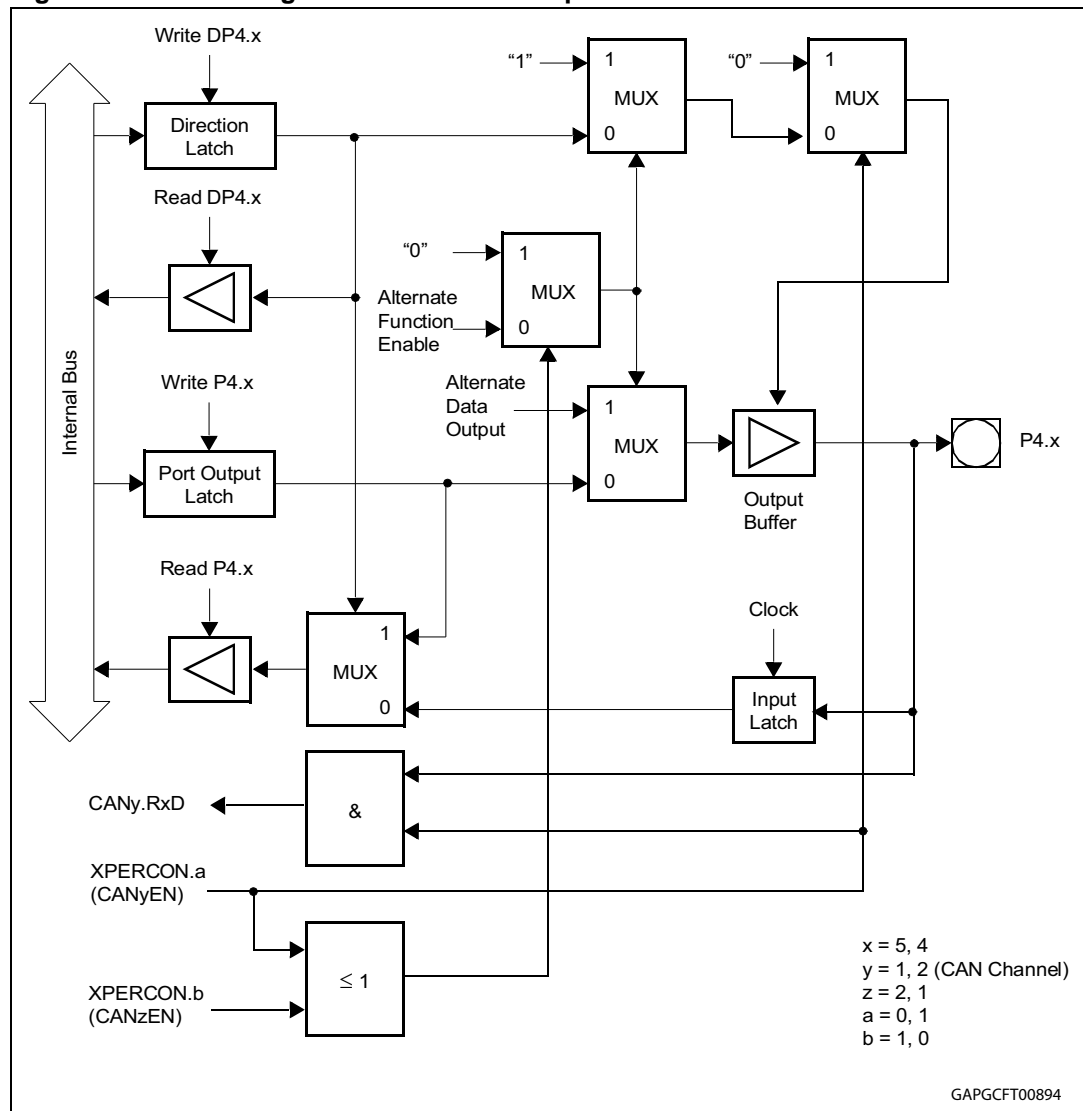 Write DP4.x
Direction
Latch
Read DP4.x
Internal Bus
Write P4.x
Port Output
Latch
Read P4.x
“1”
1
MUX
0
“0”
1
MUX
0
“0”
1
MUX
0
Alternate
Function
Enable
Alternate
Data
Output
1
MUX
0
Output
Buffer
P4.x
Clock
Input
Latch
1
MUX
0
CANy.RxD
&
XPERCON.a
(CANyEN)
≤ 1
XPERCON.b
(CANzEN)
x = 5, 4
y = 1, 2 (CAN Channel)
z = 2, 1
a = 0, 1
b = 1, 0
GAPGCFT00894